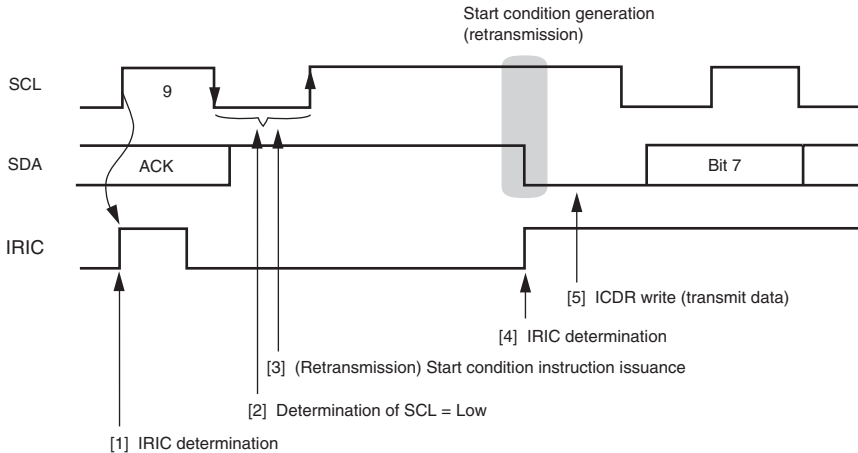 Start condition generation
(retransmission)
SCL
9
SDA
ACK
Bit 7
IRIC
[5] ICDR write (transmit data)
[4] IRIC determination
[3] (Retransmission) Start condition instruction issuance
[2] Determination of SCL = Low
[1] IRIC determination